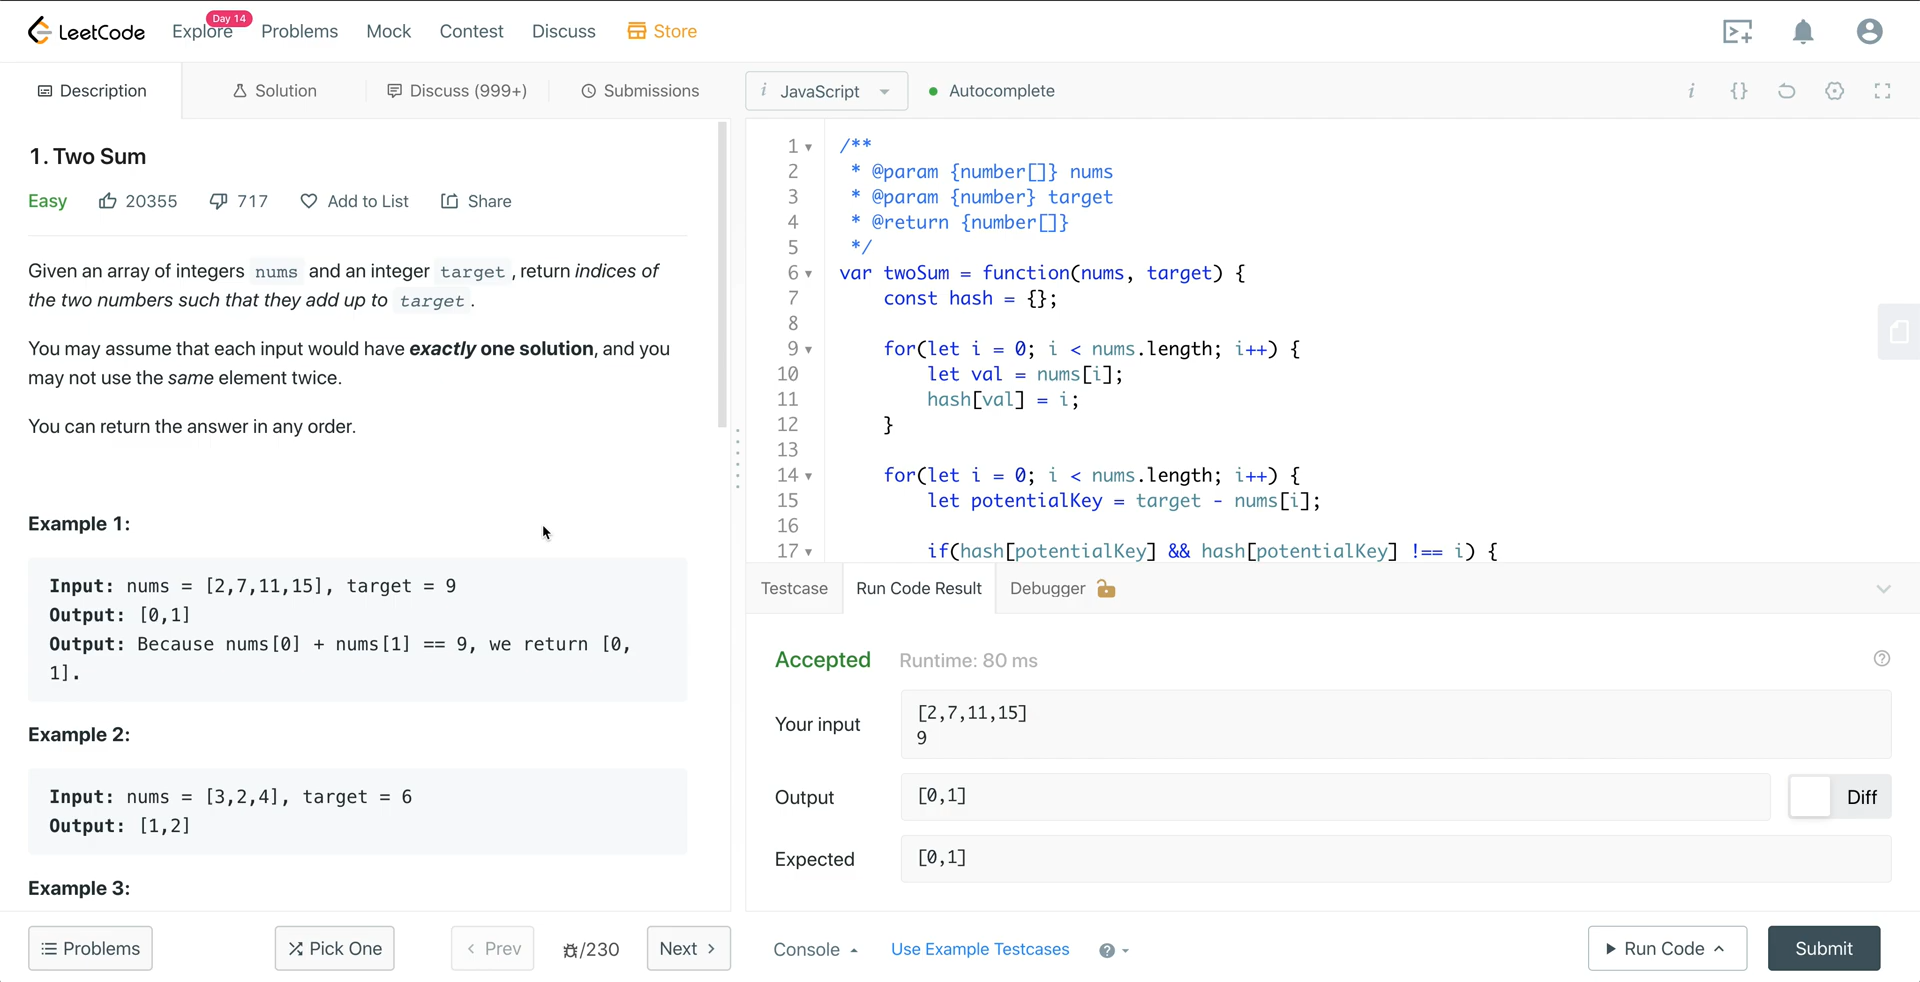 LeetCode
Explore
Day 14
Problems
Mock
Contest
Discuss
Store
Description
Solution
Discuss (999+)
Submissions
1. Two Sum
Easy
20355
717
Add to List
Share
Given an array of integers nums and an integer target, return indices of
the two numbers such that they add up to target.
You may assume that each input would have exactly one solution, and you
may not use the same element twice.
You can return the answer in any order.
Example 1:
Input: nums = [2,7,11,15], target = 9
Output: [0,1]
Output: Because nums[0] + nums[1] == 9, we return [0,
1].
Example 2:
Input: nums = [3,2,4], target = 6
Output: [1,2]
Example 3:
Problems
Pick One
Prev
/230
Next
i JavaScript
Autocomplete
i {}
1 /**
2 * @param {number[]} nums
3 * @param {number} target
4 * @return {number[]}
5 */
6 var twoSum = function(nums, target) {
7 const hash = {};
8
9 for(let i = 0; i < nums.length; i++) {
10 let val = nums[i];
11 hash[val] = i;
12 }
13
14 for(let i = 0; i < nums.length; i++) {
15 let potentialKey = target - nums[i];
16
17 if(hash[potentialKey] && hash[potentialKey] !== i) {
Testcase
Run Code Result
Debugger
Accepted
Runtime: 80 ms
Your input
[2,7,11,15]
9
Output
[0,1]
Diff
Expected
[0,1]
Console
Use Example Testcases
Run Code
Submit